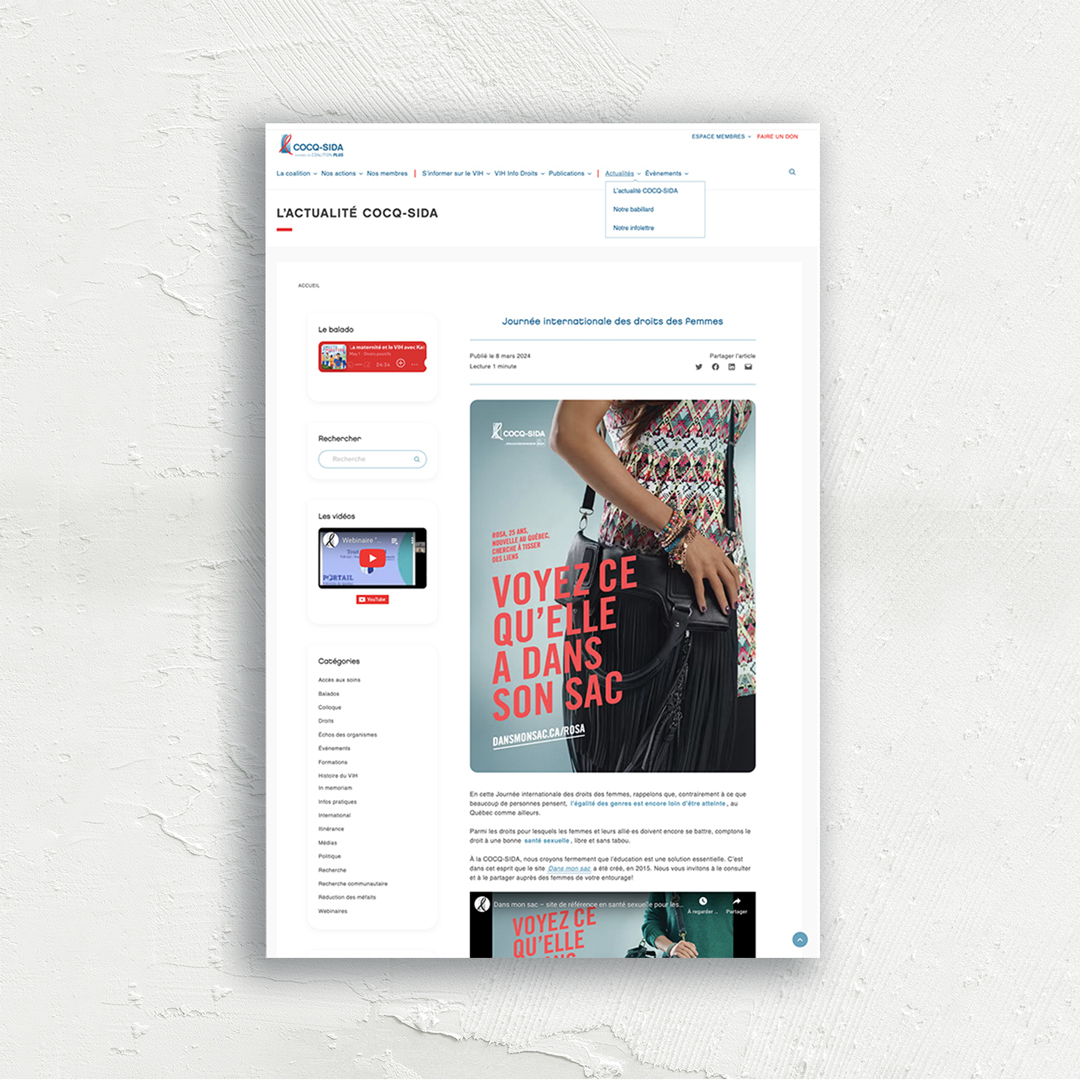 COCQ-SIDA
COALITION PLUS
ESPACE MEMBRES
FAIRE UN DON
La coalition
Nos actions
Nos membres
S'informer sur le VIH
VIH Info Droits
Publications
Actualités
Évènements
L'actualité COCQ-SIDA
Notre babillard
Notre infolettre
L'ACTUALITÉ COCQ-SIDA
ACCUEIL
Le balado
La maternité et le VIH avec Kar
May 1 · Droits positifs
24:34
Rechercher
Recherche
Les vidéos
Webinaire '...
PORTAIL
YouTube
Catégories
Accès aux soins
Balados
Colloque
Droits
Échos des organismes
Évènements
Formations
Histoire du VIH
In memoriam
Infos pratiques
International
Itinérance
Médias
Politique
Recherche
Recherche communautaire
Réduction des méfaits
Webinaires
Journée internationale des droits des femmes
Publié le 8 mars 2024
Lecture 1 minute
Partager l'article
COCQ-SIDA
ROSA, 25 ANS,
NOUVELLE AU QUÉBEC,
CHERCHE À TISSER
DES LIENS
VOYEZ CE
QU'ELLE
A DANS
SON SAC
DANSMONSAC.CA/ROSA
En cette Journée internationale des droits des femmes, rappelons que, contrairement à ce que
beaucoup de personnes pensent, l'égalité des genres est encore loin d'être atteinte, au
Québec comme ailleurs.
Parmi les droits pour lesquels les femmes et leurs allié·es doivent encore se battre, comptons le
droit à une bonne santé sexuelle, libre et sans tabou.
À la COCQ-SIDA, nous croyons fermement que l'éducation est une solution essentielle. C'est
dans cet esprit que le site Dans mon sac a été créé, en 2015. Nous vous invitons à le consulter
et à le partager auprès des femmes de votre entourage!
Dans mon sac – site de référence en santé sexuelle pour les...
À regarder ...
Partager
VOYEZ CE
QU'ELLE
A DANS